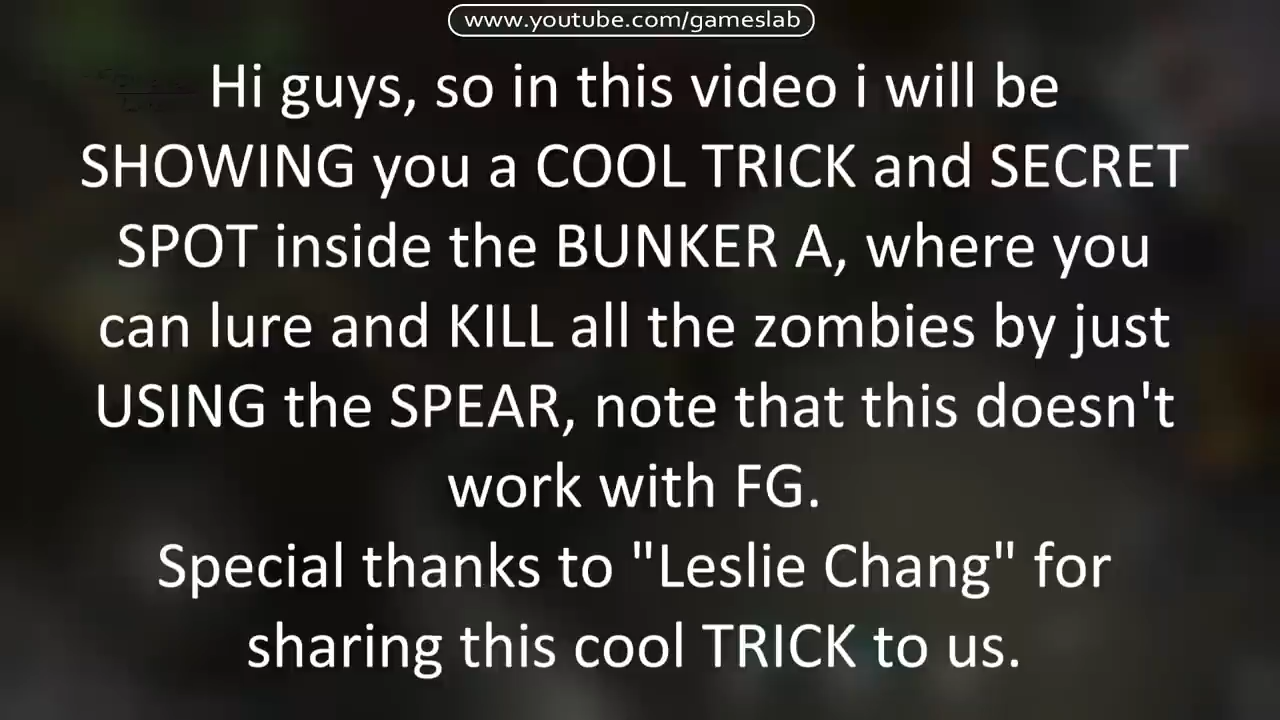 www.youtube.com/gameslab
Hi guys, so in this video i will be
SHOWING you a COOL TRICK and SECRET
SPOT inside the BUNKER A, where you
can lure and KILL all the zombies by just
USING the SPEAR, note that this doesn't
work with FG.
Special thanks to "Leslie Chang" for
sharing this cool TRICK to us.